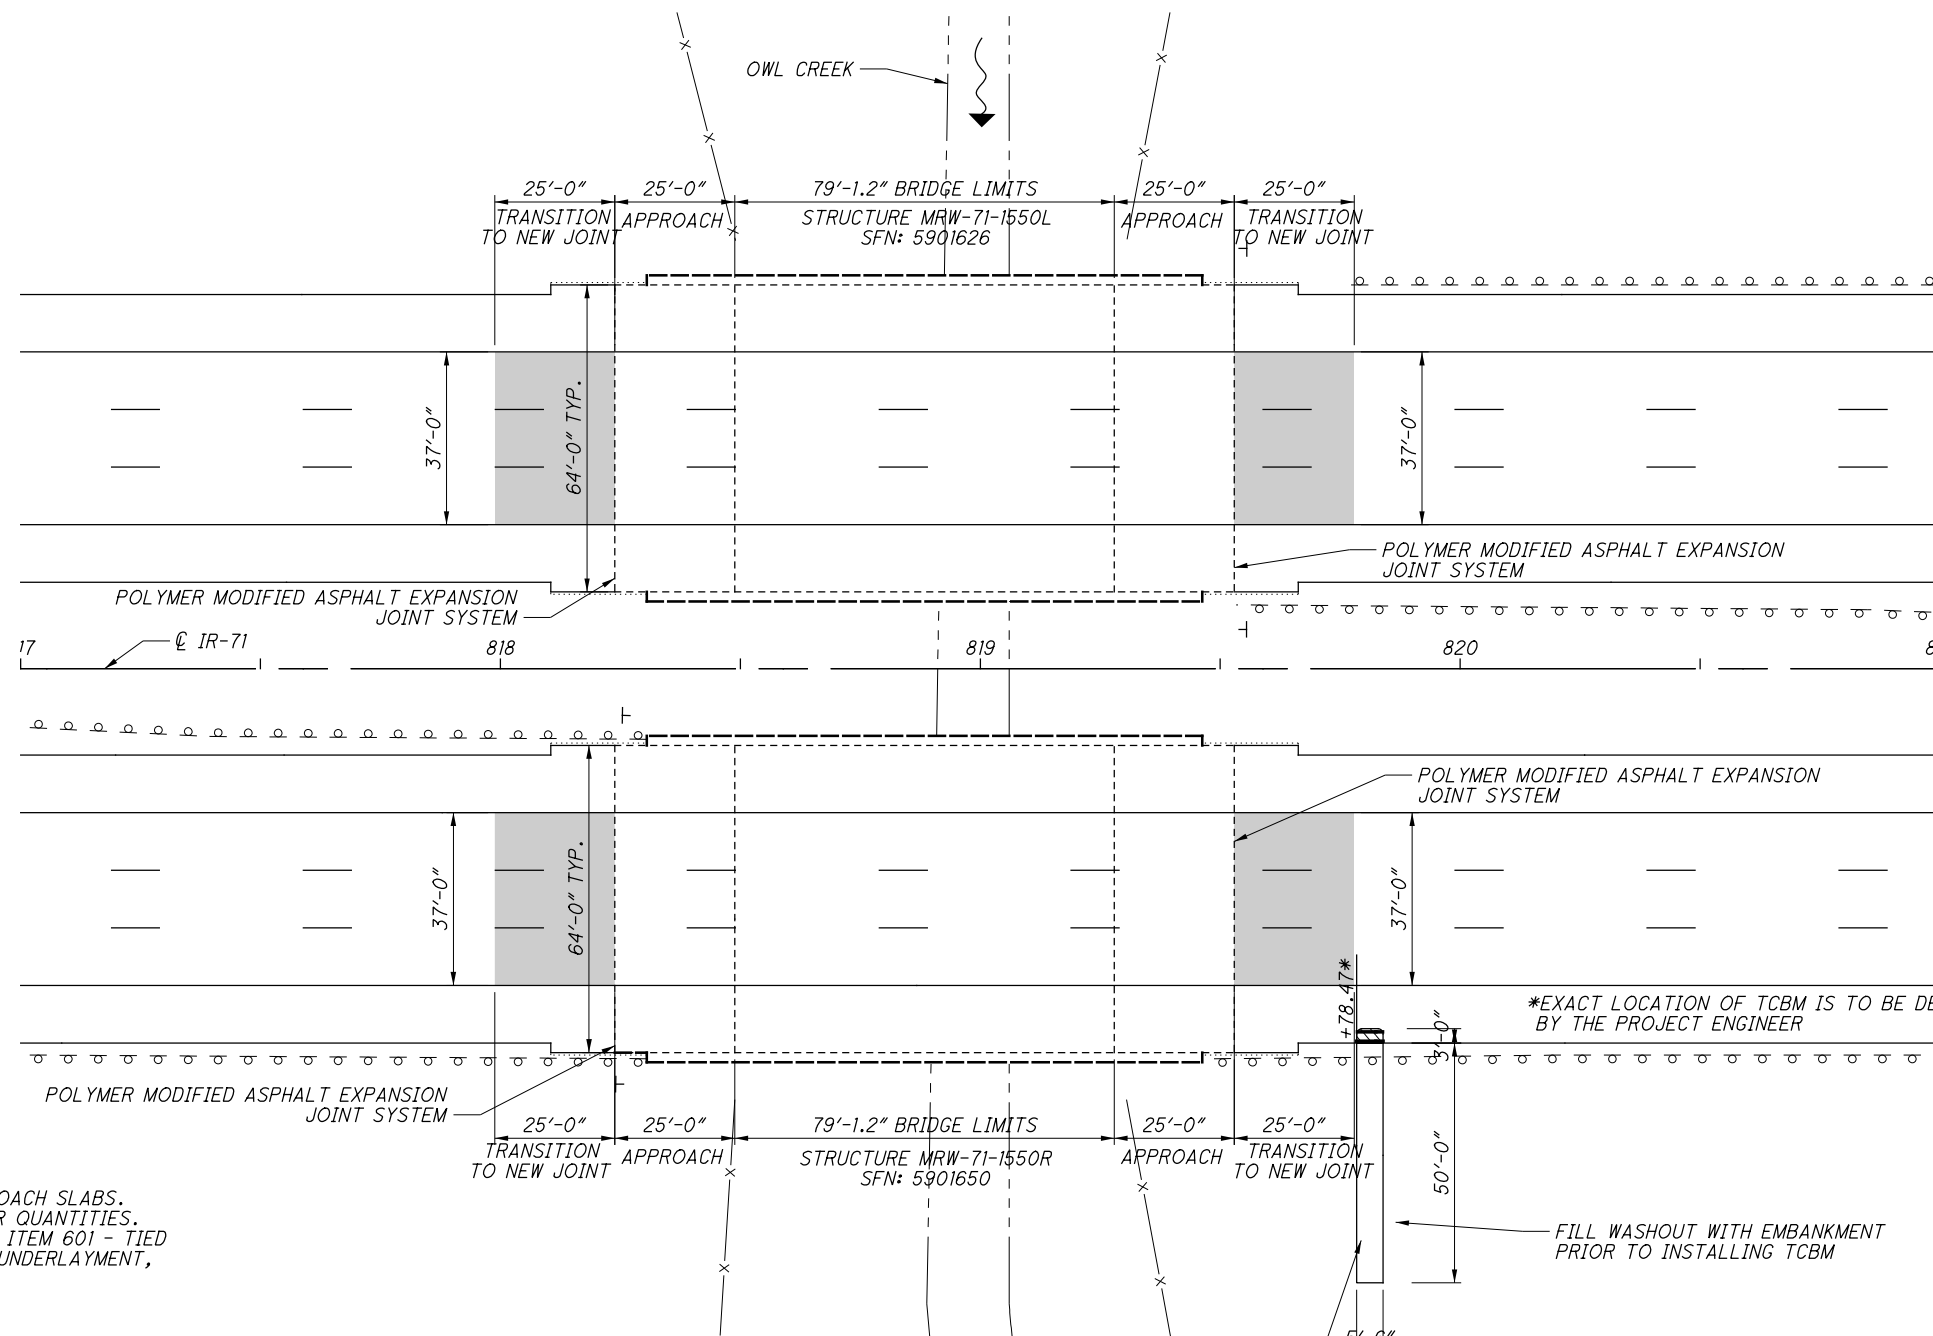 OWL CREEK
25'-0"
25'-0"
79'-1.2" BRIDGE LIMITS
25'-0"
25'-0"
TRANSITION
TO NEW JOINT
APPROACH
STRUCTURE MRW-71-1550L
SFN: 5901626
APPROACH
TRANSITION
TO NEW JOINT
37'-0"
64'-0" TYP.
37'-0"
POLYMER MODIFIED ASPHALT EXPANSION
JOINT SYSTEM
POLYMER MODIFIED ASPHALT EXPANSION
JOINT SYSTEM
℄ IR-71
17
818
819
820
8
POLYMER MODIFIED ASPHALT EXPANSION
JOINT SYSTEM
37'-0"
64'-0" TYP.
37'-0"
+78.47*
*EXACT LOCATION OF TCBM IS TO BE DE
BY THE PROJECT ENGINEER
3'-0"
POLYMER MODIFIED ASPHALT EXPANSION
JOINT SYSTEM
25'-0"
25'-0"
79'-1.2" BRIDGE LIMITS
25'-0"
25'-0"
TRANSITION
TO NEW JOINT
APPROACH
STRUCTURE MRW-71-1550R
SFN: 5901650
APPROACH
TRANSITION
TO NEW JOINT
50'-0"
OACH SLABS.
R QUANTITIES.
ITEM 601 - TIED
UNDERLAYMENT,
FILL WASHOUT WITH EMBANKMENT
PRIOR TO INSTALLING TCBM